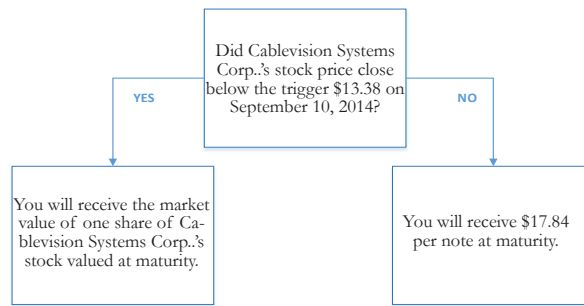 Did Cablevision Systems
Corp..'s stock price close
below the trigger $13.38 on
September 10, 2014?
YES
NO
You will receive the market
value of one share of Ca-
blevision Systems Corp..'s
stock valued at maturity.
You will receive $17.84
per note at maturity.